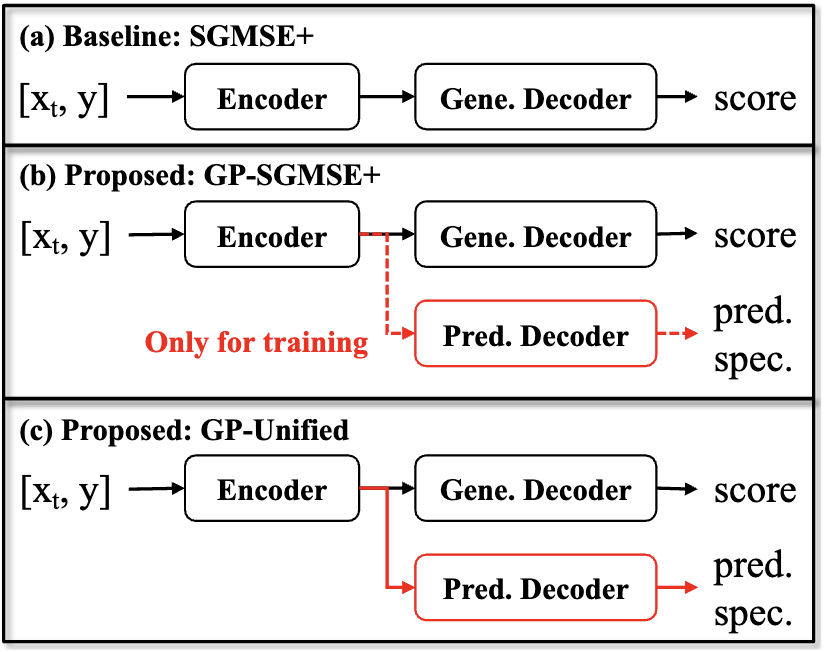 (a) Baseline: SGMSE+
[xt, y] Encoder Gene. Decoder score
(b) Proposed: GP-SGMSE+
[xt, y] Encoder Gene. Decoder score
Only for training Pred. Decoder pred. spec.
(c) Proposed: GP-Unified
[xt, y] Encoder Gene. Decoder score
Pred. Decoder pred. spec.